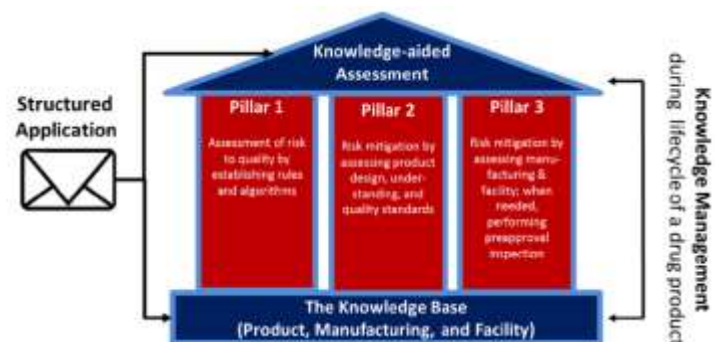 Knowledge-aided
Assessment
Structured
Application
Pillar 1
Assessment of risk
to quality by
establishing rules
and algorithms
Pillar 2
Risk mitigation by
assessing product
design, under-
standing, and
quality standards
Pillar 3
Risk mitigation by
assessing manu-
facturing &
facility; when
needed,
performing
preapproval
inspection
The Knowledge Base
(Product, Manufacturing, and Facility)
Knowledge Management
during lifecycle of a drug product